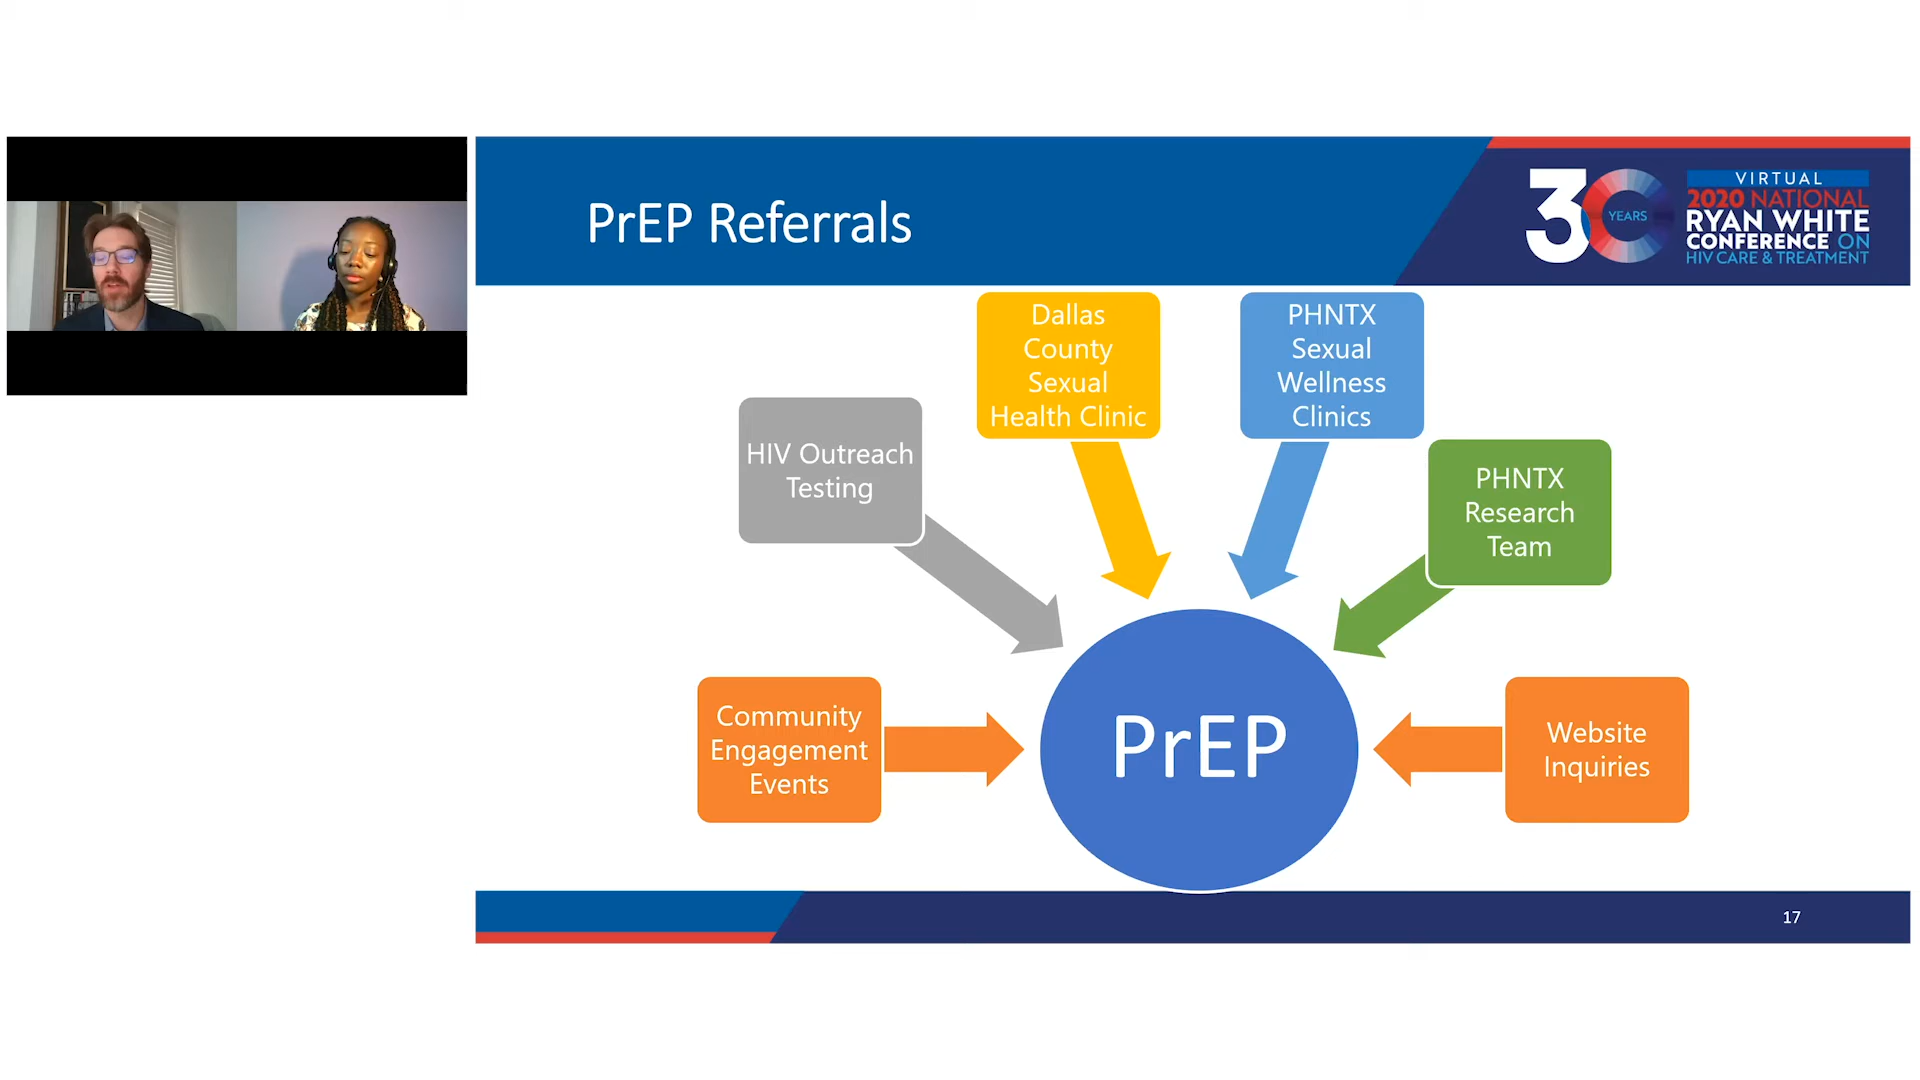 PrEP Referrals
30
YEARS
VIRTUAL
2020 NATIONAL
RYAN WHITE
CONFERENCE ON
HIV CARE & TREATMENT
Dallas
County
Sexual
Health Clinic
PHNTX
Sexual
Wellness
Clinics
HIV Outreach
Testing
PHNTX
Research
Team
Community
Engagement
Events
PrEP
Website
Inquiries
17